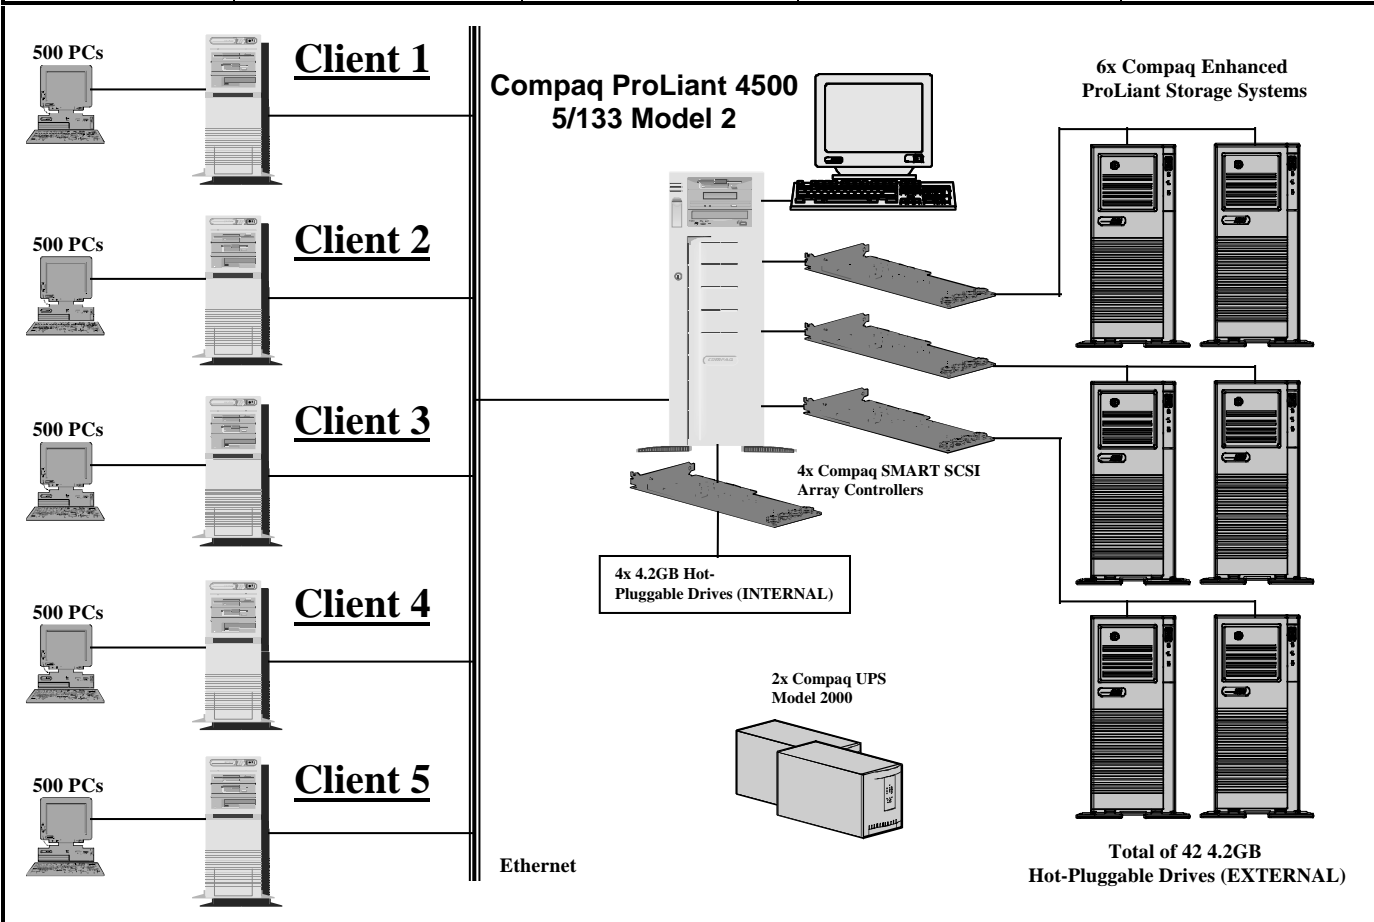 500 PCs
Client 1
Compaq ProLiant 4500
5/133 Model 2
6x Compaq Enhanced
ProLiant Storage Systems
500 PCs
Client 2
500 PCs
Client 3
4x Compaq SMART SCSI
Array Controllers
4x 4.2GB Hot-
Pluggable Drives (INTERNAL)
500 PCs
Client 4
2x Compaq UPS
Model 2000
500 PCs
Client 5
Ethernet
Total of 42 4.2GB
Hot-Pluggable Drives (EXTERNAL)